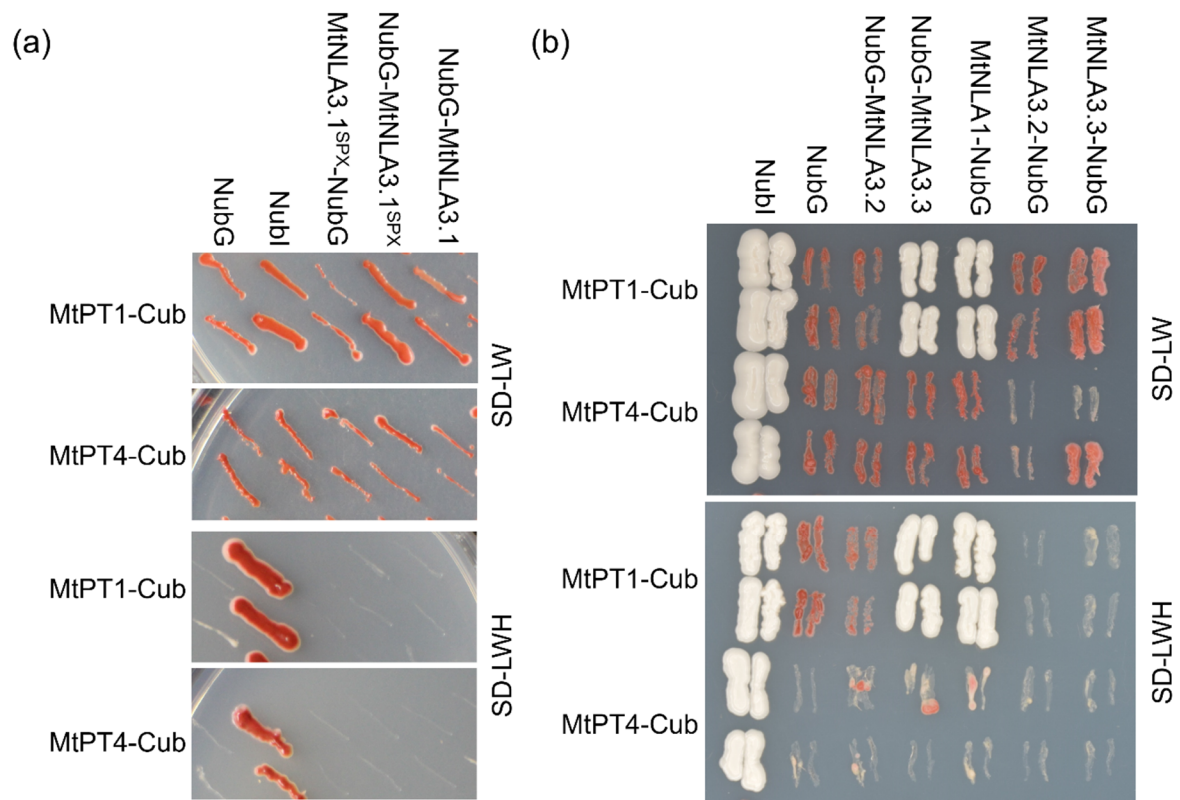 (a)
NubG
NubI
MtNLA3.1SPX-NubG
NubG-MtNLA3.1SPX
NubG-MtNLA3.1
MtPT1-Cub
MtPT4-Cub
SD-LW
MtPT1-Cub
MtPT4-Cub
SD-LWH
(b)
NubI
NubG
NubG-MtNLA3.2
NubG-MtNLA3.3
MtNLA1-NubG
MtNLA3.2-NubG
MtNLA3.3-NubG
MtPT1-Cub
MtPT4-Cub
SD-LW
MtPT1-Cub
MtPT4-Cub
SD-LWH